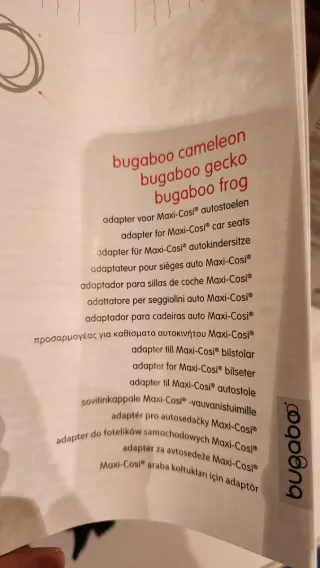 bugaboo cameleon
bugaboo gecko
bugaboo frog
adapter voor Maxi-Cosi® autostoelen
adapter for Maxi-Cosi® car seats
adapter für Maxi-Cosi® autokindersitze
adaptateur pour sièges auto Maxi-Cosi®
adaptador para sillas de coche Maxi-Cosi®
adattatore per seggiolini auto Maxi-Cosi®
adaptador para cadeiras auto Maxi-Cosi®
προσαρμογέας για καθίσματα αυτοκινήτου Maxi-Cosi®
adapter till Maxi-Cosi® bilstolar
adapter for Maxi-Cosi® bilseter
adapter til Maxi-Cosi® autostole
sovitinkappale Maxi-Cosi® -vauvanistuimille
adaptér pro autosedačky Maxi-Cosi®
adapter do fotelików samochodowych Maxi-Cosi®
adapter za avtosedeže Maxi-Cosi®
Maxi-Cosi® araba koltukları için adaptör
bugaboo